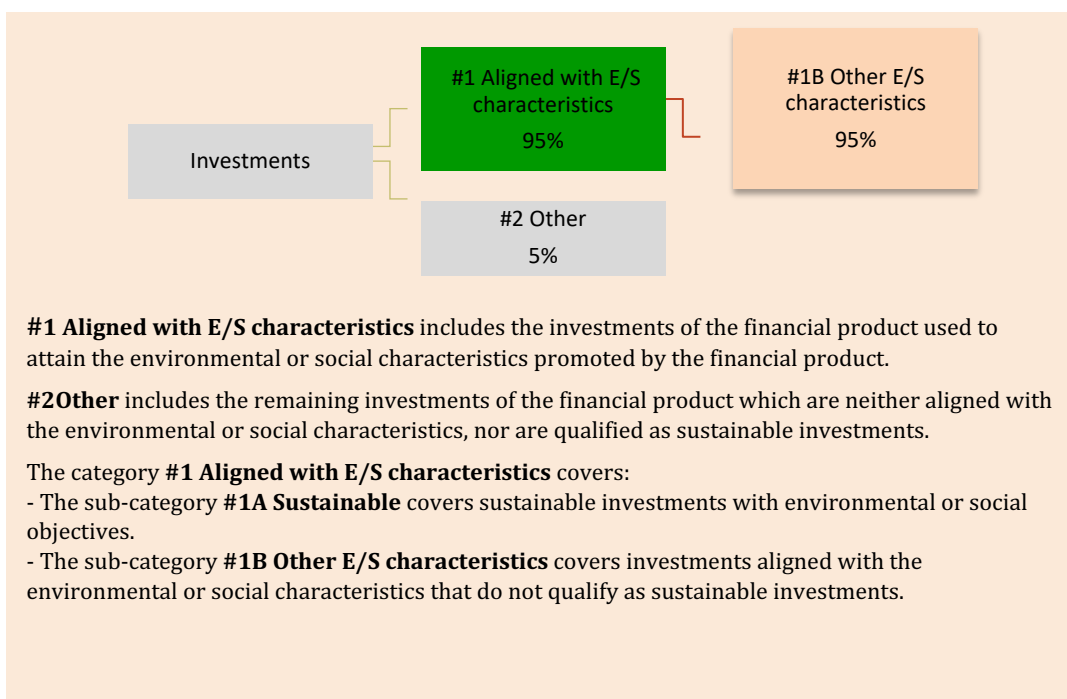 #1 Aligned with E/S
characteristics
95%
#1B Other E/S
characteristics
95%
Investments
#2 Other
5%
#1 Aligned with E/S characteristics includes the investments of the financial product used to
attain the environmental or social characteristics promoted by the financial product.
#2Other includes the remaining investments of the financial product which are neither aligned with
the environmental or social characteristics, nor are qualified as sustainable investments.
The category #1 Aligned with E/S characteristics covers:
- The sub-category #1A Sustainable covers sustainable investments with environmental or social
objectives.
- The sub-category #1B Other E/S characteristics covers investments aligned with the
environmental or social characteristics that do not qualify as sustainable investments.